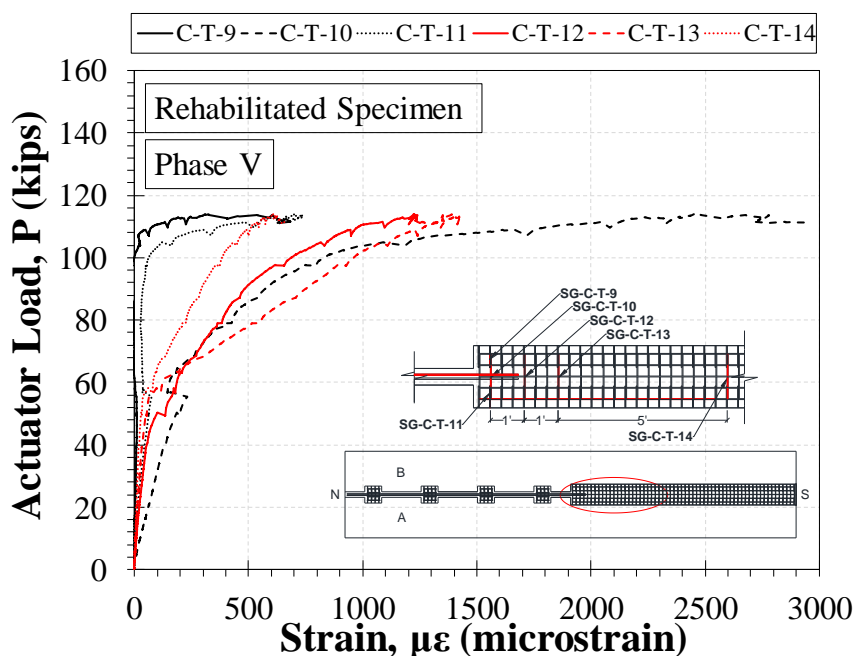 C-T-9 C-T-10 C-T-11 C-T-12 C-T-13 C-T-14
160
140
120
100
80
60
40
20
0
Actuator Load, P (kips)
Rehabilitated Specimen
Phase V
SG-C-T-9
SG-C-T-10
SG-C-T-12
SG-C-T-13
SG-C-T-11
1' 1' 5'
SG-C-T-14
B
N S
A
0 500 1000 1500 2000 2500 3000
Strain, με (microstrain)